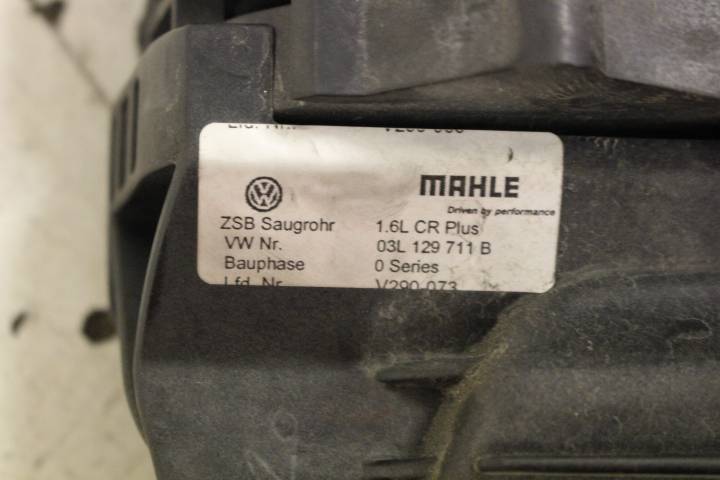 MAHLE
Driven by performance
ZSB Saugrohr 1.6L CR Plus
VW Nr. 03L 129 711 B
Bauphase 0 Series
Lfd. Nr. V290-073